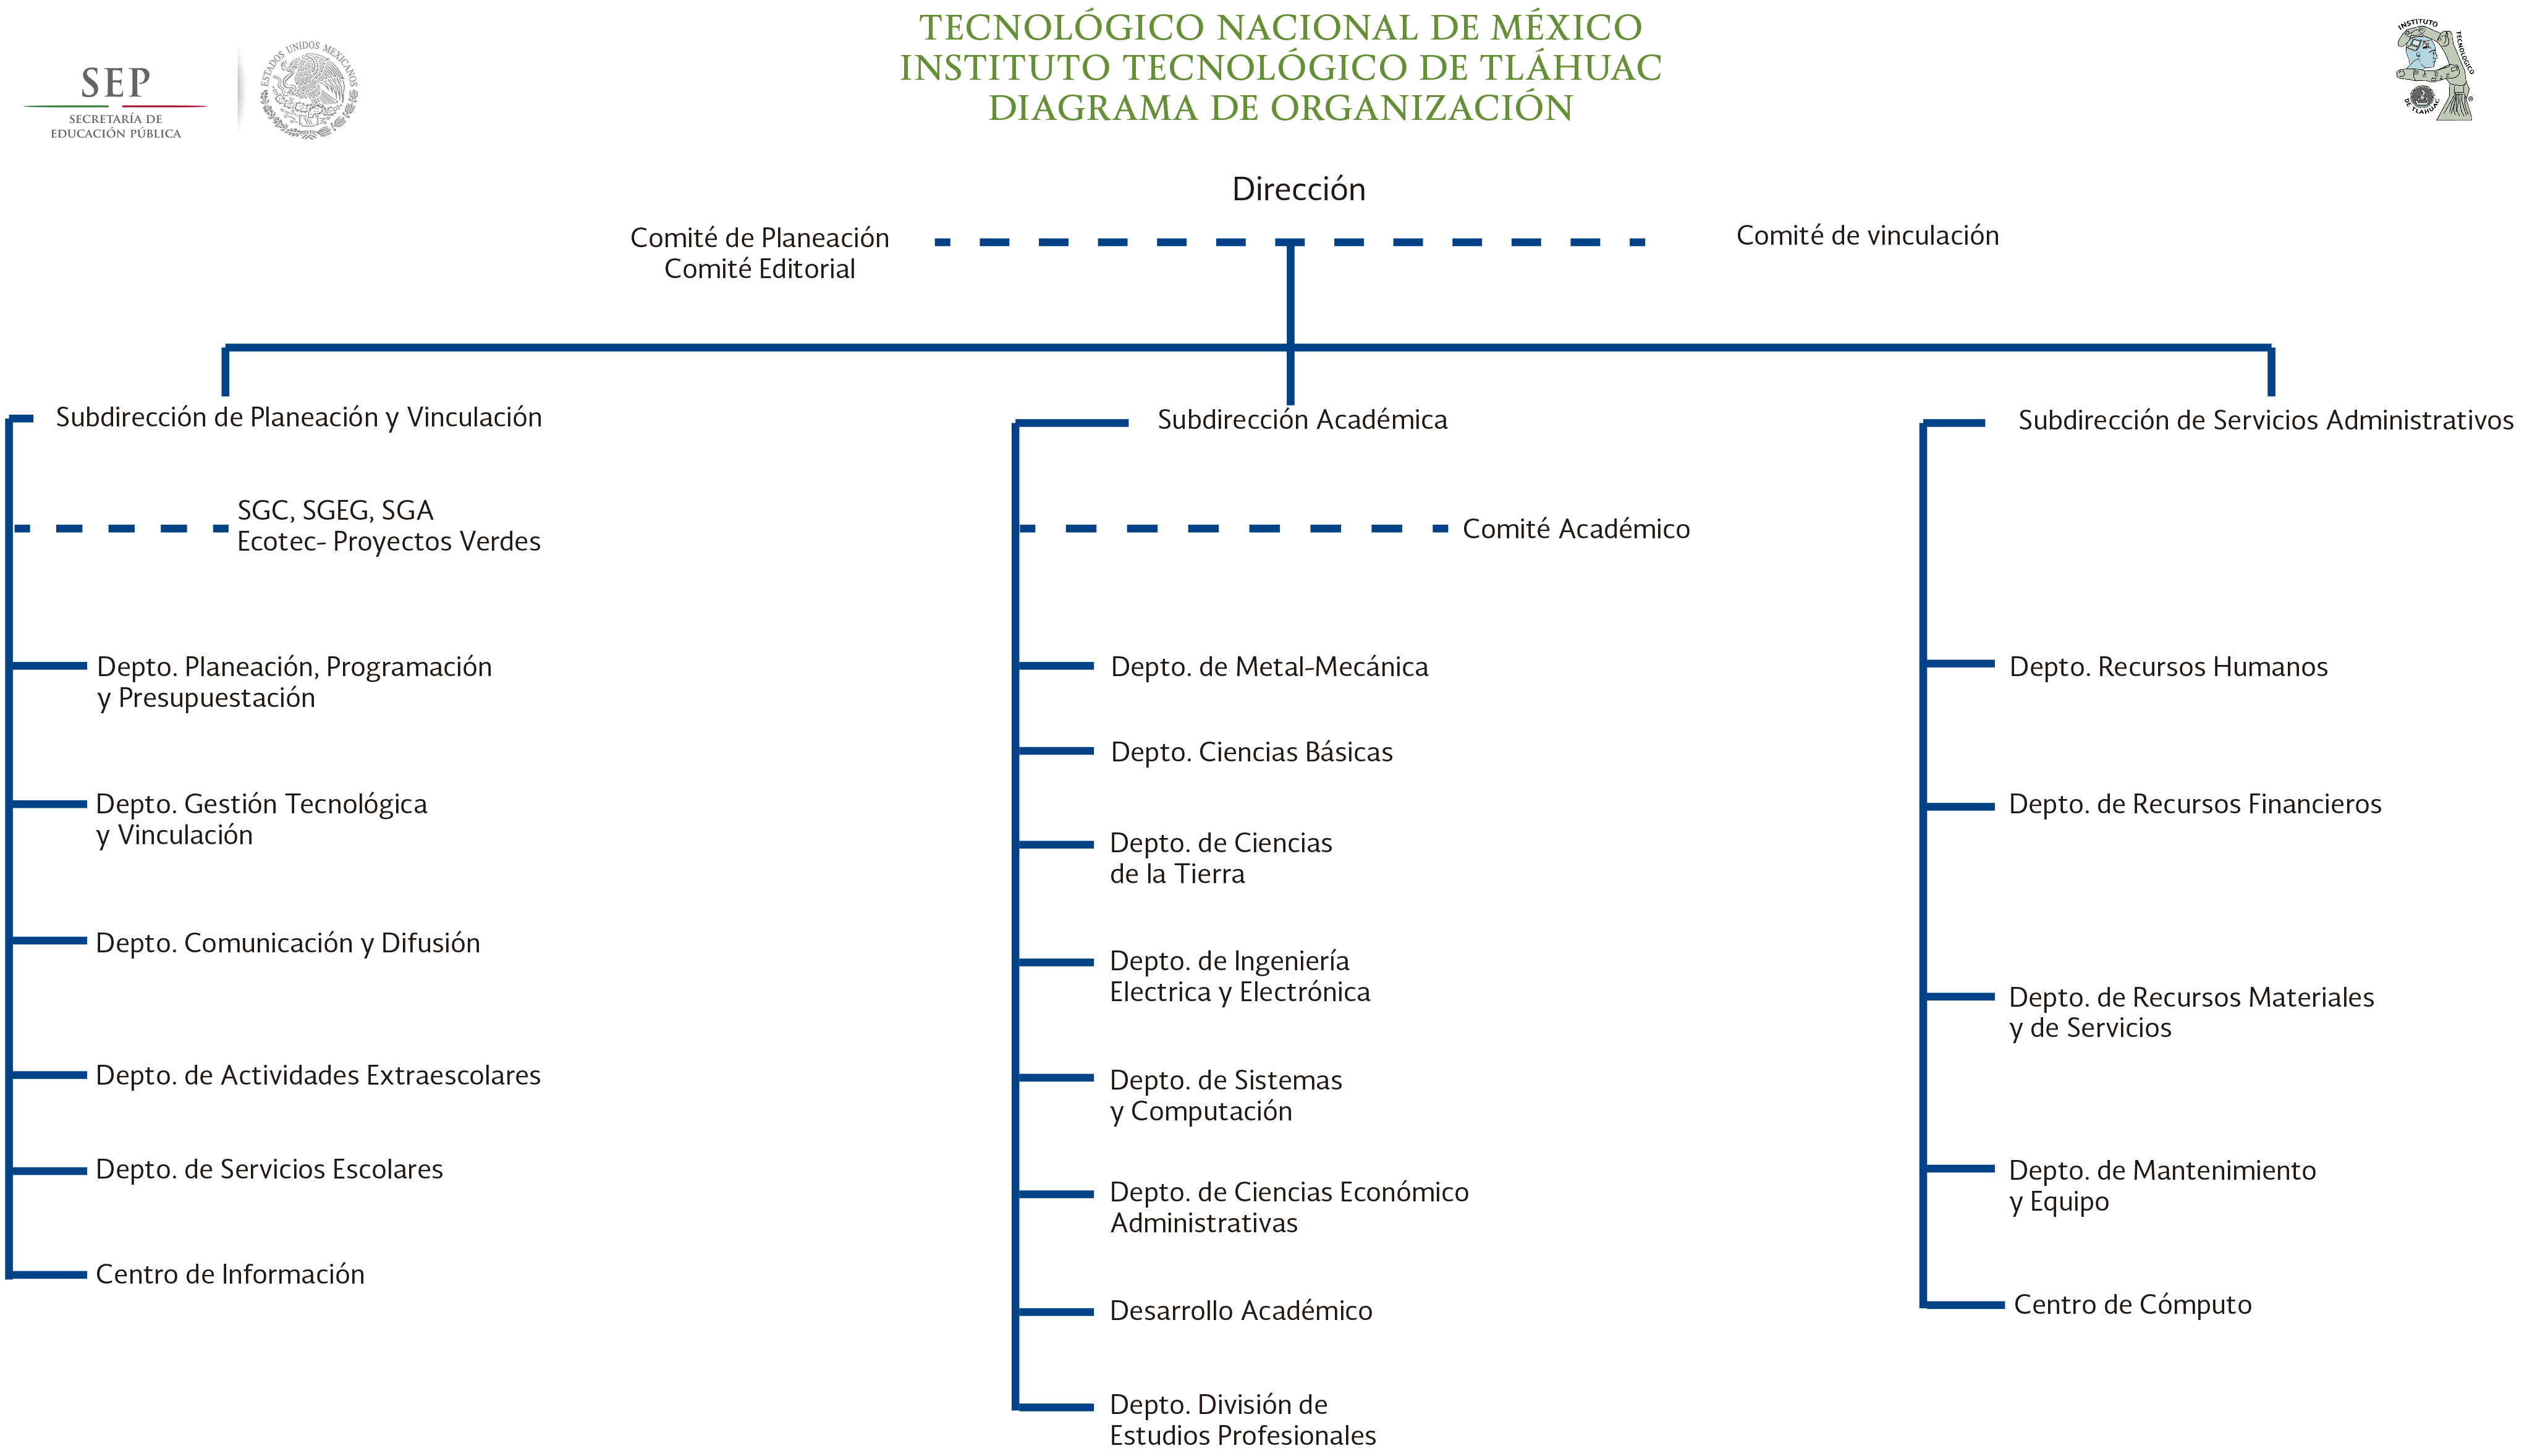 TECNOLÓGICO NACIONAL DE MÉXICO
INSTITUTO TECNOLÓGICO DE TLÁHUAC
DIAGRAMA DE ORGANIZACIÓN
SEP
SECRETARÍA DE
EDUCACIÓN PÚBLICA
ESTADOS UNIDOS MEXICANOS
INSTITUTO
TECNOLÓGICO
DE TLAHUAC
Dirección
Comité de Planeación
Comité Editorial
Comité de vinculación
Subdirección de Planeación y Vinculación
SGC, SGEG, SGA
Ecotec- Proyectos Verdes
Depto. Planeación, Programación
y Presupuestación
Depto. Gestión Tecnológica
y Vinculación
Depto. Comunicación y Difusión
Depto. de Actividades Extraescolares
Depto. de Servicios Escolares
Centro de Información
Subdirección Académica
Comité Académico
Depto. de Metal-Mecánica
Depto. Ciencias Básicas
Depto. de Ciencias
de la Tierra
Depto. de Ingeniería
Electrica y Electrónica
Depto. de Sistemas
y Computación
Depto. de Ciencias Económico
Administrativas
Desarrollo Académico
Depto. División de
Estudios Profesionales
Subdirección de Servicios Administrativos
Depto. Recursos Humanos
Depto. de Recursos Financieros
Depto. de Recursos Materiales
y de Servicios
Depto. de Mantenimiento
y Equipo
Centro de Cómputo